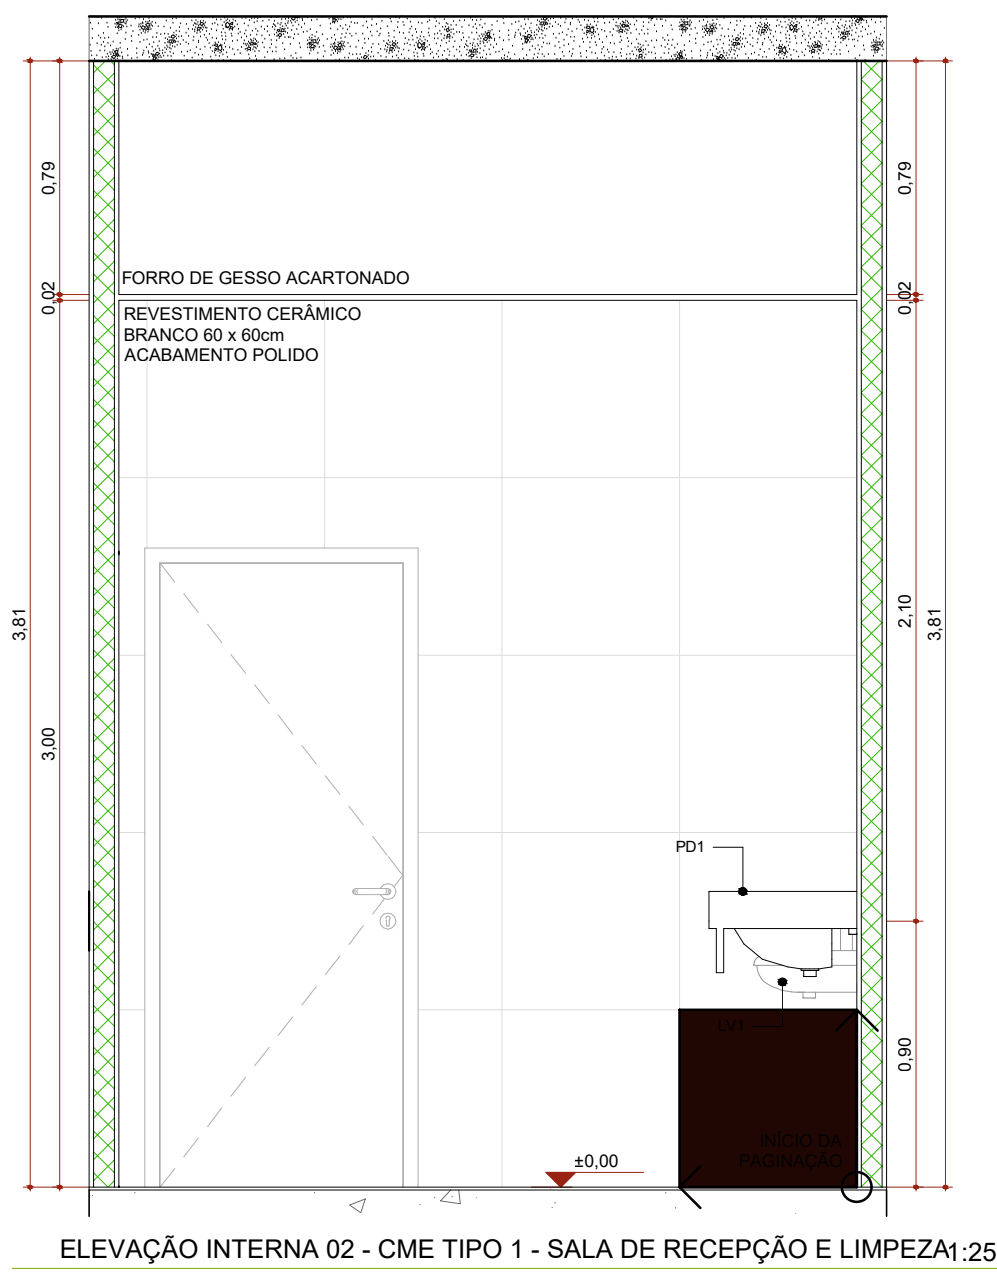 0,79
0,79
FORRO DE GESSO ACARTONADO
0,02
0,02
REVESTIMENTO CERÂMICO
BRANCO 60 x 60cm
ACABAMENTO POLIDO
3,81
2,10
3,81
3,00
PD1
LV1
0,90
INÍCIO DA
PAGINAÇÃO
±0,00
ELEVAÇÃO INTERNA 02 - CME TIPO 1 - SALA DE RECEPÇÃO E LIMPEZA 1:25